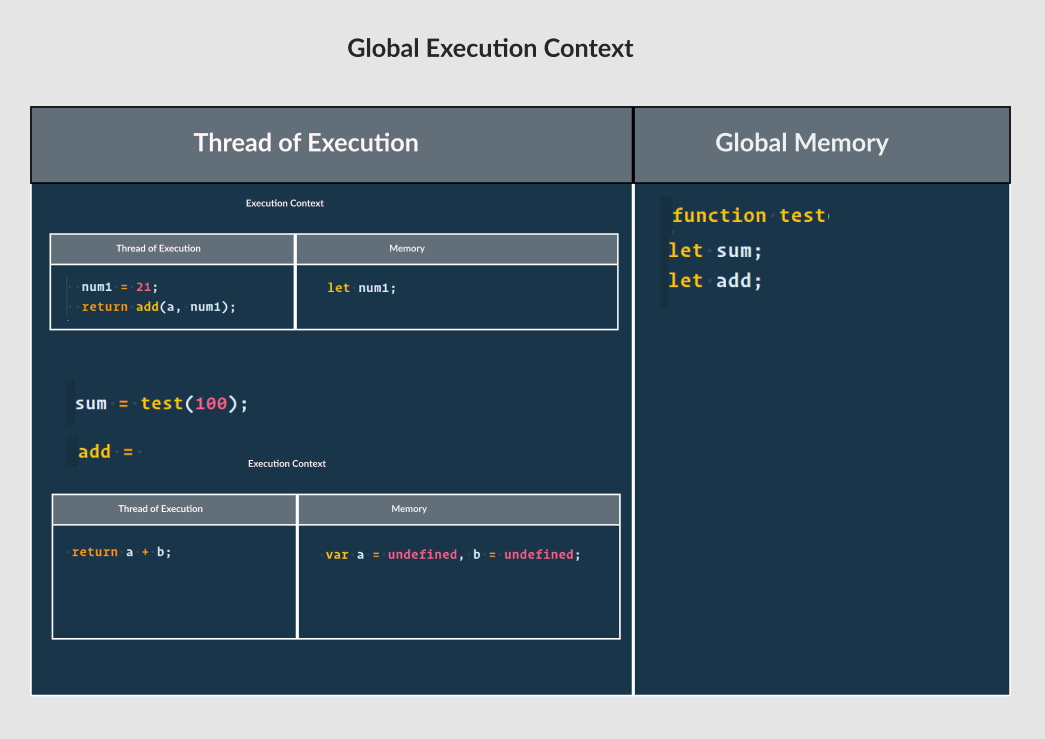 Global Execution Context
Thread of Execution
Global Memory
Execution Context
Thread of Execution
Memory
num1 = 21;
return add(a, num1);
let num1;
sum = test(100);
add =
Execution Context
Thread of Execution
Memory
return a + b;
var a = undefined, b = undefined;
function test
let sum;
let add;